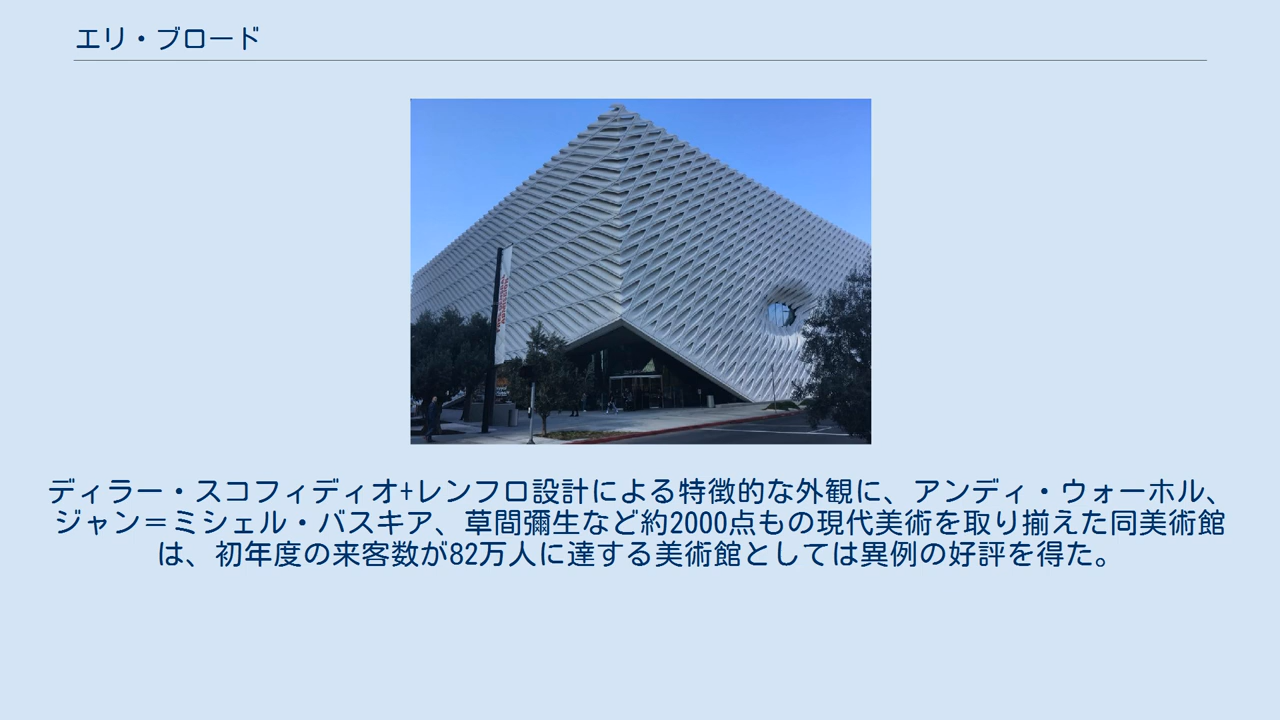 エリ・ブロード
ディラー・スコフィディオ+レンフロ設計による特徴的な外観に、アンディ・ウォーホル、
ジャン＝ミシェル・バスキア、草間彌生など約2000点もの現代美術を取り揃えた同美術館
は、初年度の来客数が82万人に達する美術館としては異例の好評を得た。